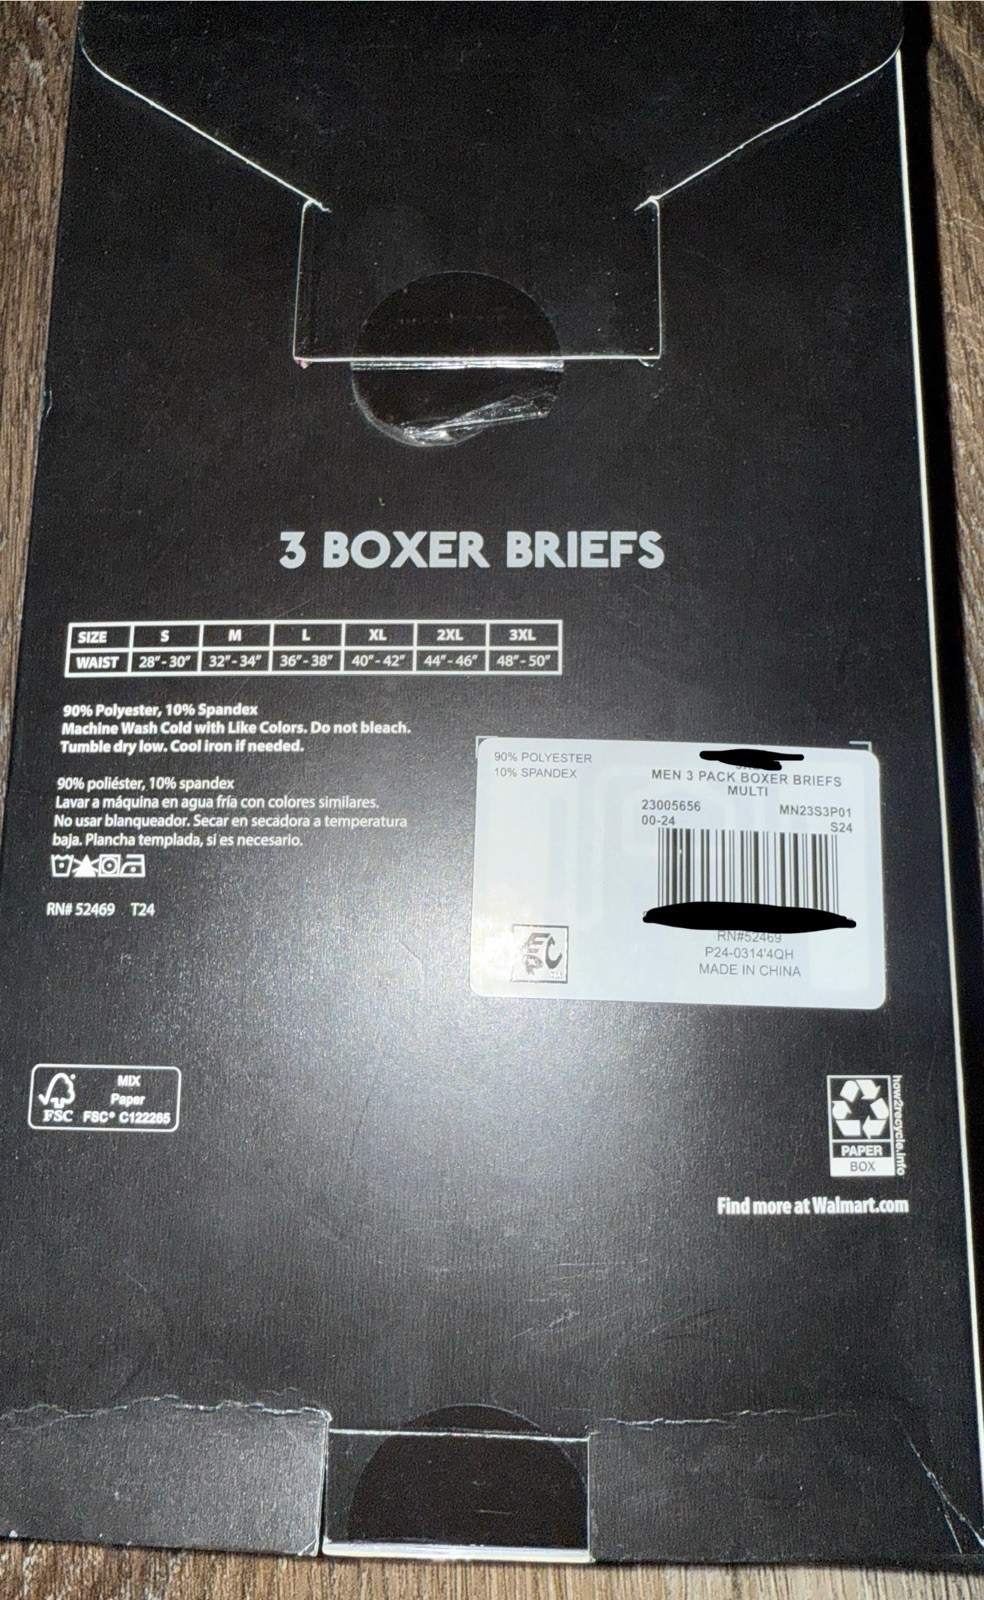 3 BOXER BRIEFS
SIZE S M L XL 2XL 3XL
WAIST 28"-30" 32"-34" 36"-38" 40"-42" 44"-46" 48"-50"
90% Polyester, 10% Spandex
Machine Wash Cold with Like Colors. Do not bleach.
Tumble dry low. Cool iron if needed.
90% poliéster, 10% spandex
Lavar a máquina en agua fría con colores similares.
No usar blanqueador. Secar en secadora a temperatura
baja. Plancha templada, si es necesario.
RN# 52469 T24
90% POLYESTER
10% SPANDEX
MEN 3 PACK BOXER BRIEFS
MULTI
23005656 MN23S3P01
00-24 S24
RN#52469
P24-0314'4QH
MADE IN CHINA
MIX
Paper
FSC FSC® C122265
how2recycle.info
PAPER
BOX
Find more at Walmart.com